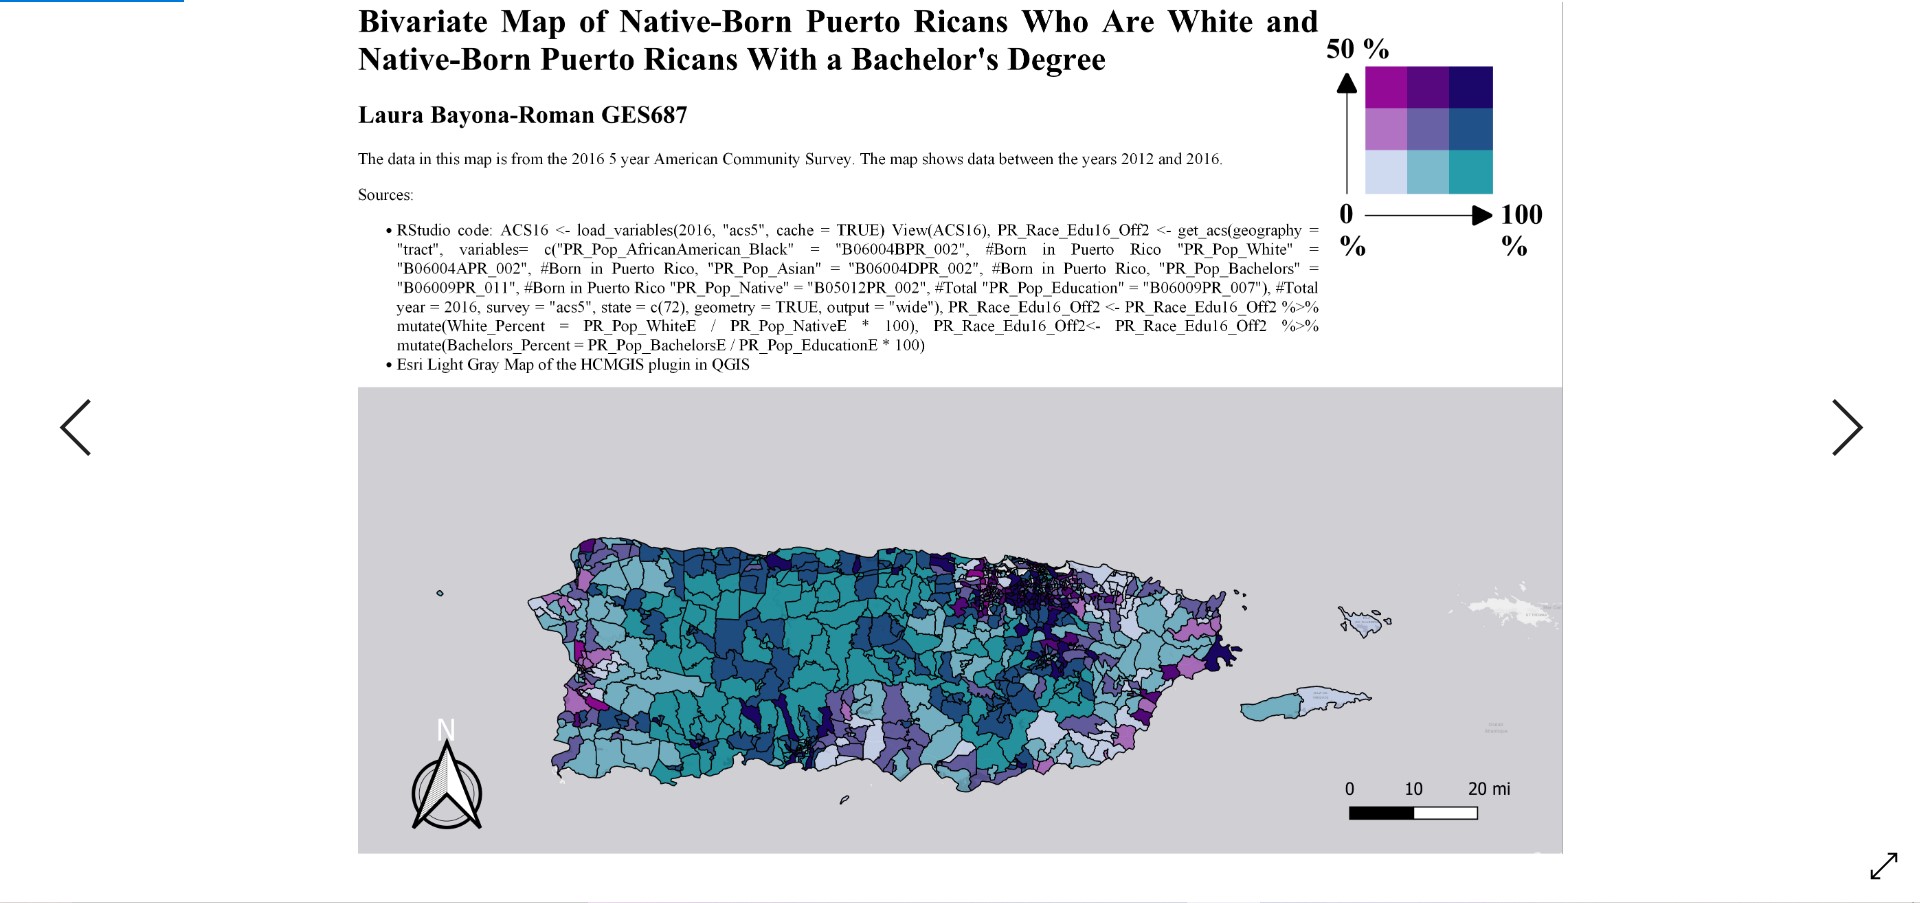 Bivariate Map of Native-Born Puerto Ricans Who Are White and
Native-Born Puerto Ricans With a Bachelor's Degree
Laura Bayona-Roman GES687
The data in this map is from the 2016 5 year American Community Survey. The map shows data between the years 2012 and 2016.
Sources:
• RStudio code: ACS16 <- load_variables(2016, "acs5", cache = TRUE) View(ACS16), PR_Race_Edu16_Off2 <- get_acs(geography =
"tract", variables= c("PR_Pop_AfricanAmerican_Black" = "B06004BPR_002", #Born in Puerto Rico "PR_Pop_White" =
"B06004APR_002", #Born in Puerto Rico, "PR_Pop_Asian" = "B06004DPR_002", #Born in Puerto Rico, "PR_Pop_Bachelors" =
"B06009PR_011", #Born in Puerto Rico "PR_Pop_Native" = "B05012PR_002", #Total "PR_Pop_Education" = "B06009PR_007"), #Total
year = 2016, survey = "acs5", state = c(72), geometry = TRUE, output = "wide"), PR_Race_Edu16_Off2 <- PR_Race_Edu16_Off2 %>%
mutate(White_Percent = PR_Pop_WhiteE / PR_Pop_NativeE * 100), PR_Race_Edu16_Off2<- PR_Race_Edu16_Off2 %>%
mutate(Bachelors_Percent = PR_Pop_BachelorsE / PR_Pop_EducationE * 100)
• Esri Light Gray Map of the HCMGIS plugin in QGIS
50 %
0 %
100 %
N
0 10 20 mi